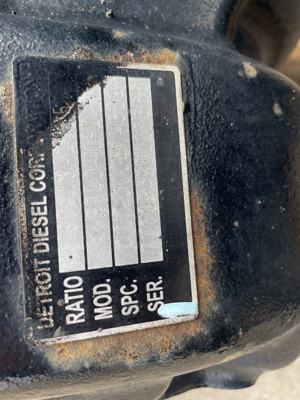 DETROIT DIESEL COR
RATIO
MOD.
SPC.
SER.